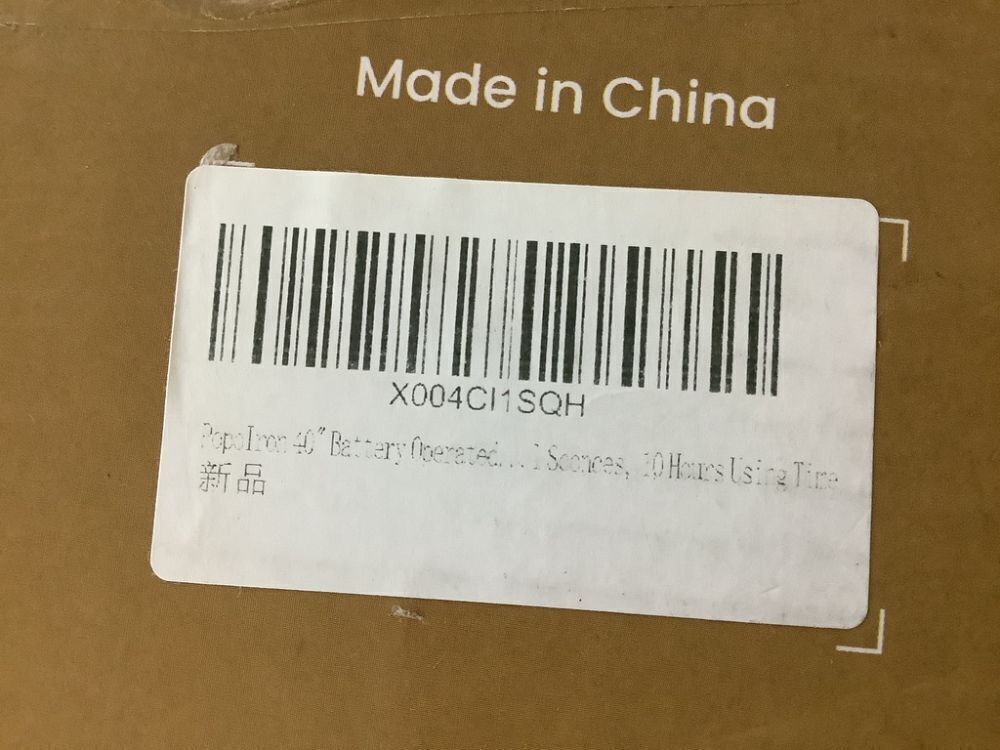 Made in China
X004CI1SQH
PopoIron 40" Battery Operated...l Sconces, 10 Hours Using Time
新品